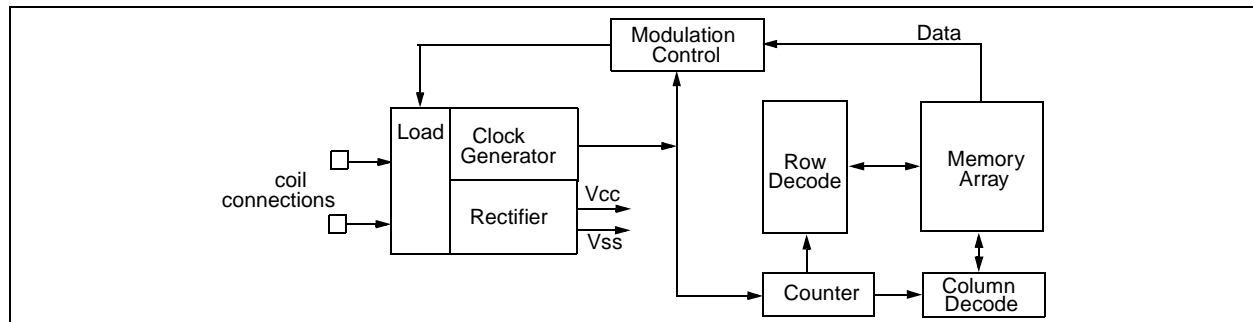 Modulation
Control
Data
Load
Clock
Generator
Row
Decode
Memory
Array
coil
connections
Rectifier
Vcc
Vss
Counter
Column
Decode